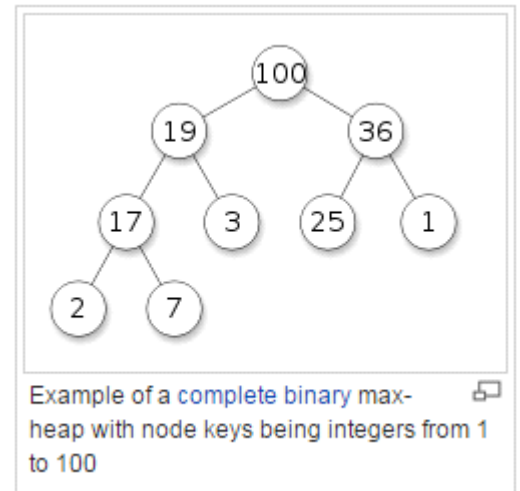 100
19 36
17 3 25 1
2 7
Example of a complete binary max-
heap with node keys being integers from 1
to 100